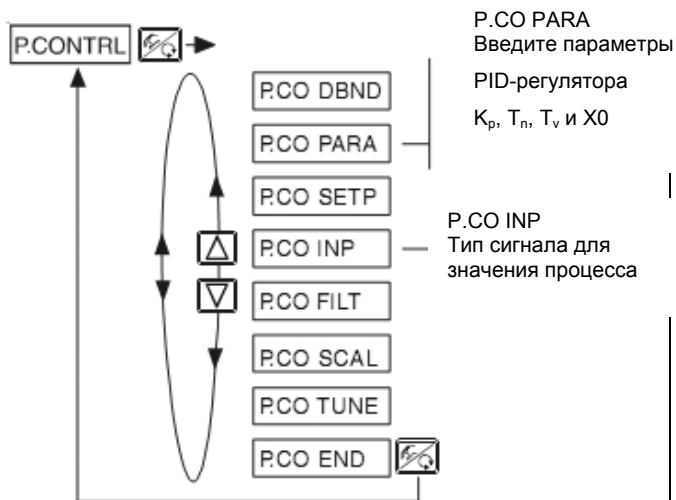 P.CO PARA
Введите параметры
PID-регулятора
Kp, Tn, Tv и X0
P.CONTRL
P.CO DBND
P.CO PARA
P.CO SETP
P.CO INP
P.CO INP
Тип сигнала для
значения процесса
P.CO FILT
P.CO SCAL
P.CO TUNE
P.CO END